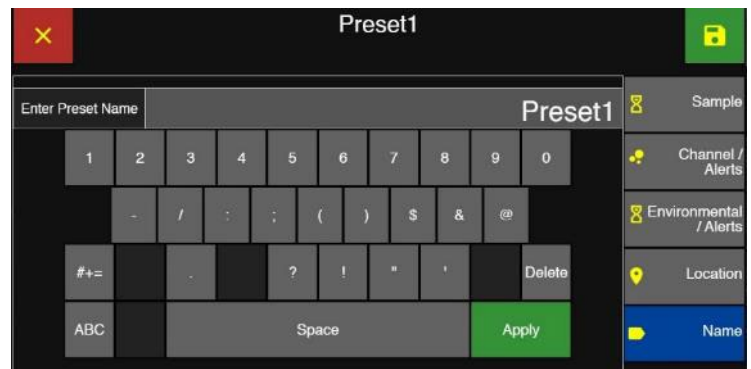 Preset1
Enter Preset Name
Preset1
1 2 3 4 5 6 7 8 9 0
- / : ; ( ) $ & @
#+= . ? ! " ' Delete
ABC Space Apply
Sample
Channel /
Alerts
Environmental
/ Alerts
Location
Name